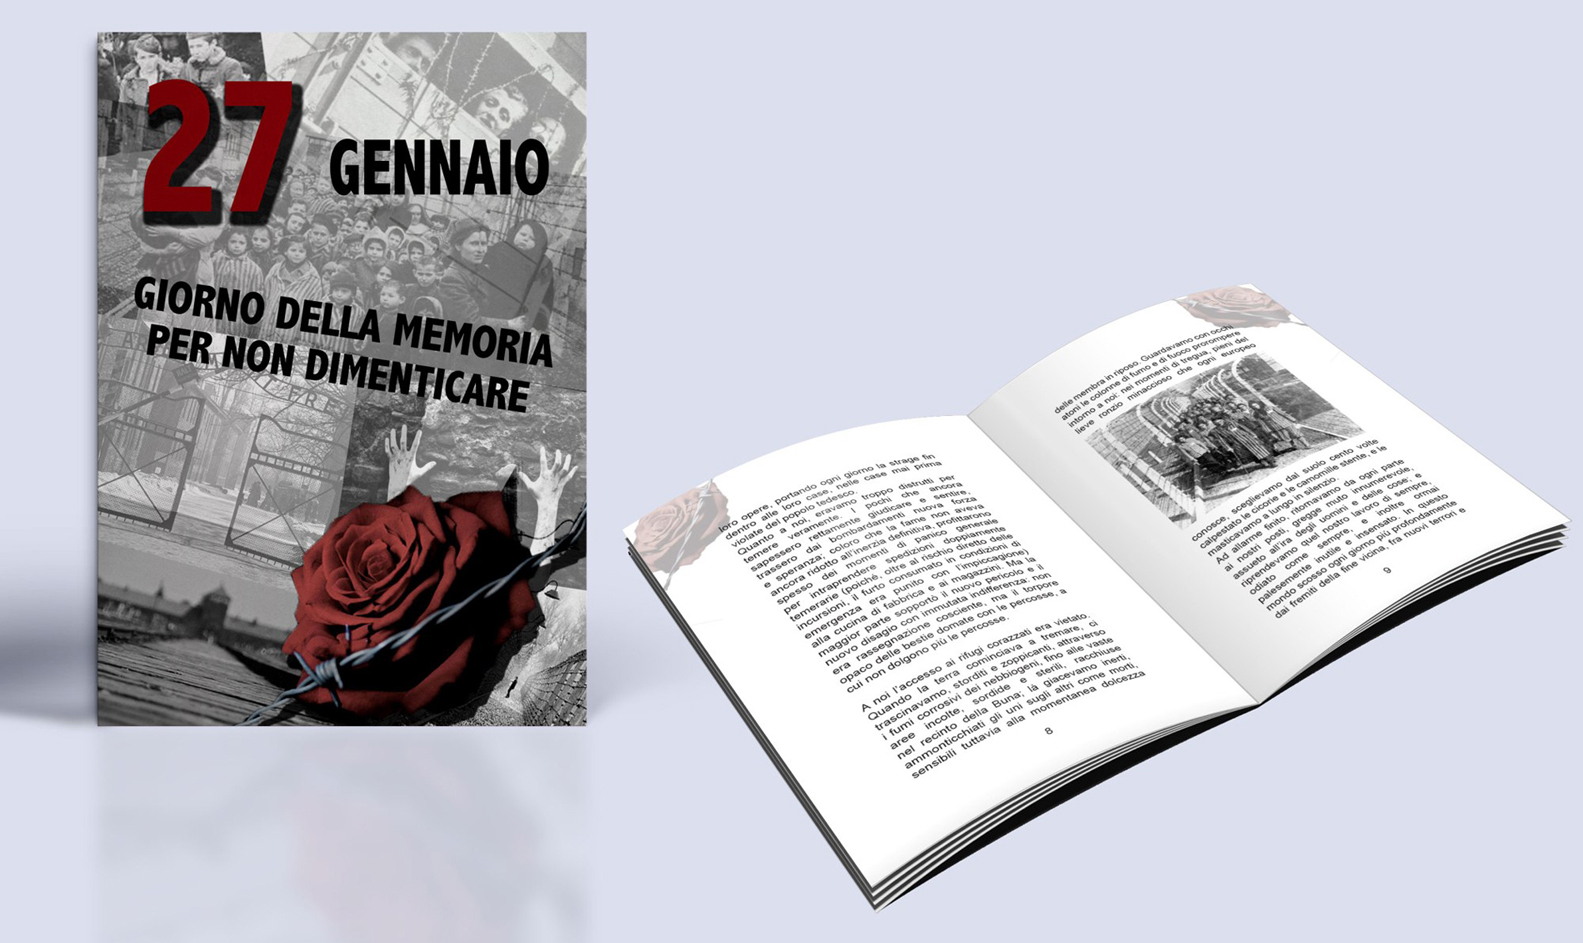 27
GENNAIO
GIORNO DELLA MEMORIA
PER NON DIMENTICARE
loro opere, portando ogni giorno la strage fin
dentro alle loro case, nelle case mai prima
violate del popolo tedesco.
Quanto a noi, eravamo troppo distrutti per
temere veramente. I pochi che ancora
sapessero rettamente giudicare e sentire,
trassero dai bombardamenti nuova forza
e speranza; coloro che la fame non aveva
ancora ridotto all'inerzia definitiva, profittarono
spesso dei momenti di panico generale
per intraprendere spedizioni doppiamente
temerarie (poiché, oltre al rischio diretto delle
incursioni, il furto consumato in condizioni di
emergenza era punito con l'impiccagione)
alla cucina di fabbrica e ai magazzini. Ma la
maggior parte sopportò il nuovo pericolo e il
nuovo disagio con immutata indifferenza: non
era rassegnazione cosciente, ma il torpore
opaco delle bestie domate con le percosse, a
cui non dolgono più le percosse.
A noi l'accesso ai rifugi corazzati era vietato.
Quando la terra cominciava a tremare, ci
trascinavamo, storditi e zoppicanti, attraverso
i fumi corrosivi dei nebbiogeni, fino alle vaste
aree incolte, sordide e sterili, racchiuse
nel recinto della Buna; là giacevamo inerti,
ammonticchiati gli uni sugli altri come morti,
sensibili tuttavia alla momentanea dolcezza
8
delle membra in riposo. Guardavamo con occhi
atoni le colonne di fumo e di fuoco prorompere
intorno a noi: nei momenti di tregua, pieni del
lieve ronzio minaccioso che ogni europeo
conosce, sceglievamo dal suolo cento volte
calpestato le cicorie e le camomille stente, e le
masticavamo a lungo in silenzio.
Ad allarme finito, ritornavamo da ogni parte
ai nostri posti, gregge muto innumerevole,
assueto all'ira degli uomini e delle cose; e
riprendevamo quel nostro lavoro di sempre,
odiato come sempre, e inoltre ormai
palesemente inutile e insensato. In questo
mondo scosso ogni giorno più profondamente
dai fremiti della fine vicina, fra nuovi terrori e
9